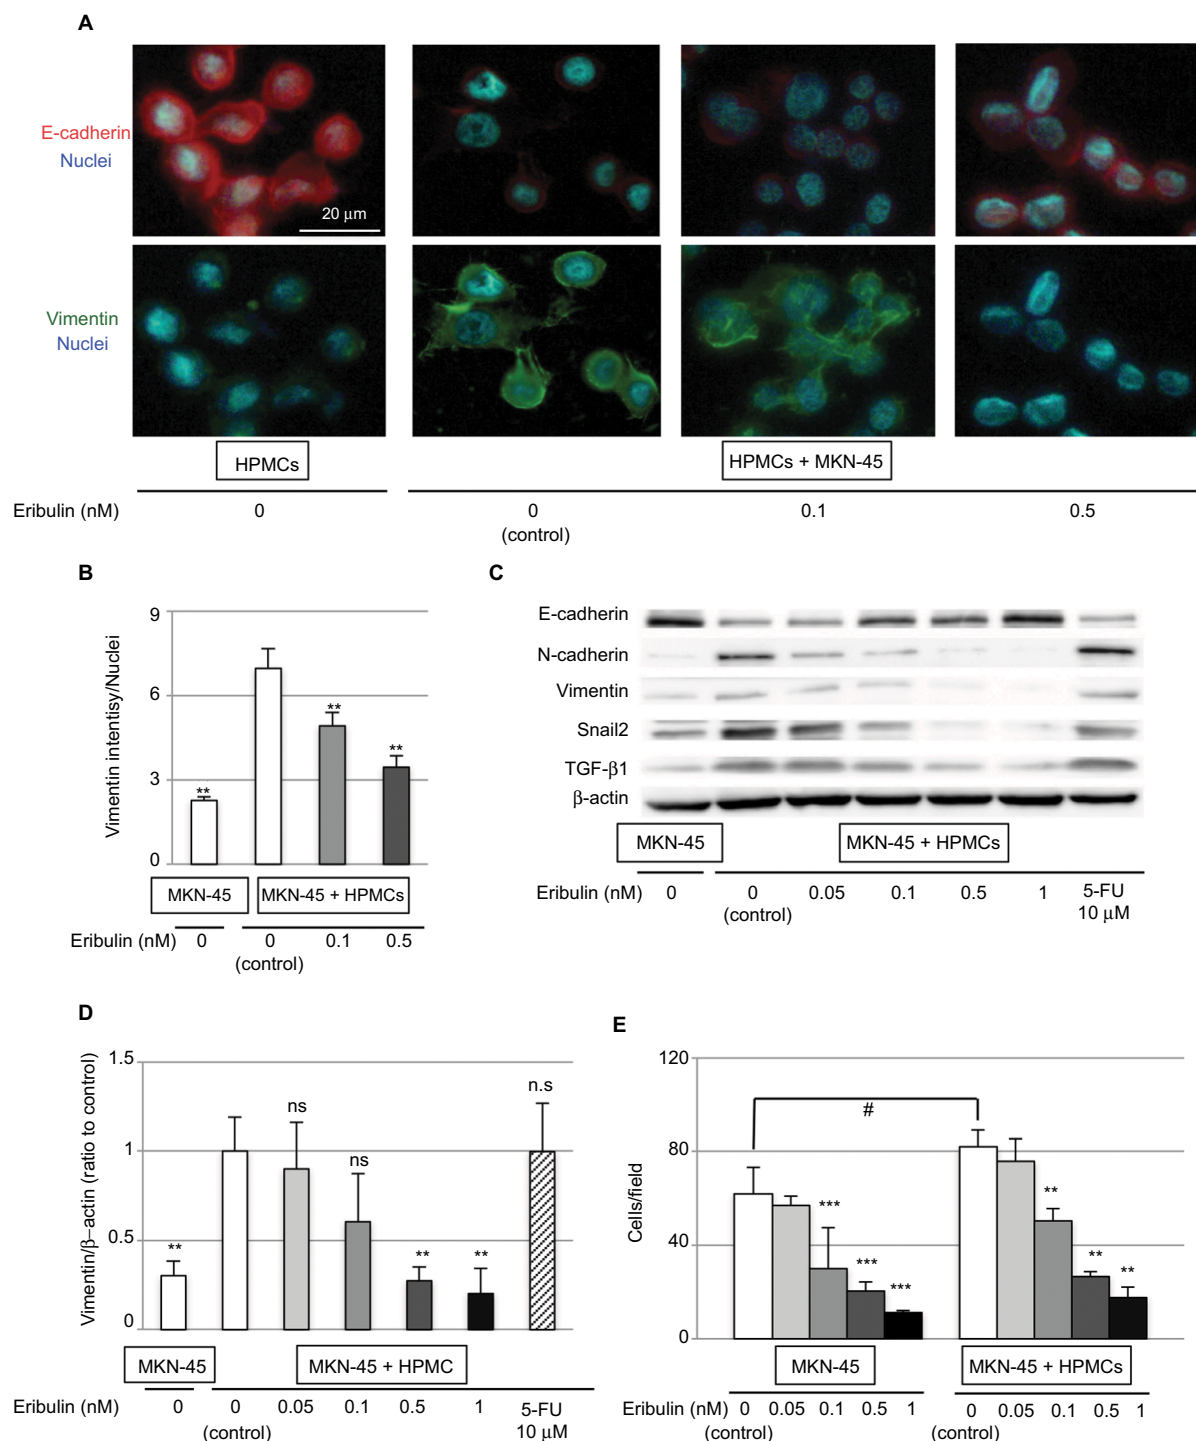 A
E-cadherin
Nuclei
20 µm
Vimentin
Nuclei
HPMCs
HPMCs + MKN-45
Eribulin (nM)
0
0
0.1
0.5
(control)
B
Vimentin intentisy/Nuclei
9
6
3
0
**
**
**
MKN-45
MKN-45 + HPMCs
Eribulin (nM)
0
0
0.1
0.5
(control)
C
E-cadherin
N-cadherin
Vimentin
Snail2
TGF-β1
β-actin
MKN-45
MKN-45 + HPMCs
Eribulin (nM)
0
0
0.05
0.1
0.5
1
5-FU
(control)
10 µM
D
Vimentin/β–actin (ratio to control)
1.5
1
0.5
0
**
ns
ns
**
**
n.s
MKN-45
MKN-45 + HPMC
Eribulin (nM)
0
0
0.05
0.1
0.5
1
5-FU
(control)
10 µM
E
Cells/field
120
80
40
0
#
***
***
***
**
**
**
MKN-45
MKN-45 + HPMCs
Eribulin (nM)
0
0.05
0.1
0.5
1
0
0.05
0.1
0.5
1
(control)
(control)